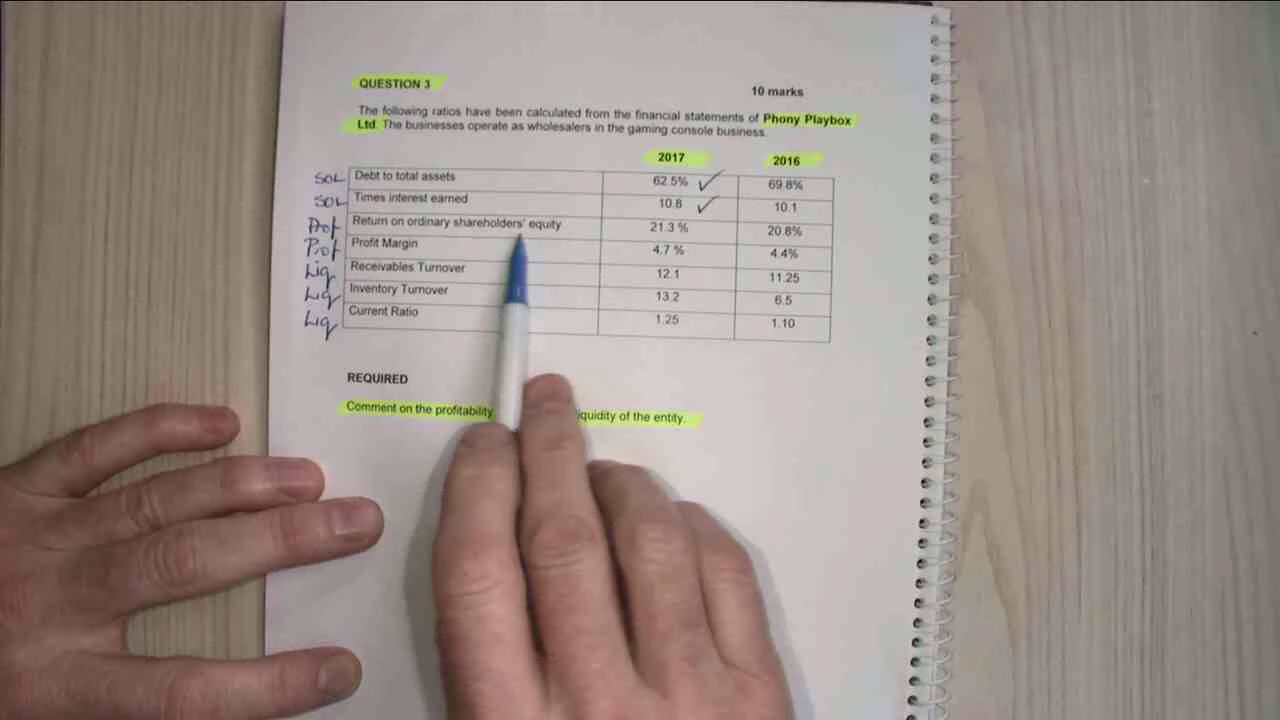 QUESTION 3
10 marks
The following ratios have been calculated from the financial statements of Phony Playbox
Ltd. The businesses operate as wholesalers in the gaming console business.
2017 2016
SOL Debt to total assets 62.5% ✓ 69.8%
SOL Times interest earned 10.8 ✓ 10.1
Prof Return on ordinary shareholders' equity 21.3 % 20.8%
Prof Profit Margin 4.7 % 4.4%
Liq Receivables Turnover 12.1 11.25
Liq Inventory Turnover 13.2 6.5
Liq Current Ratio 1.25 1.10
REQUIRED
Comment on the profitability iquidity of the entity.